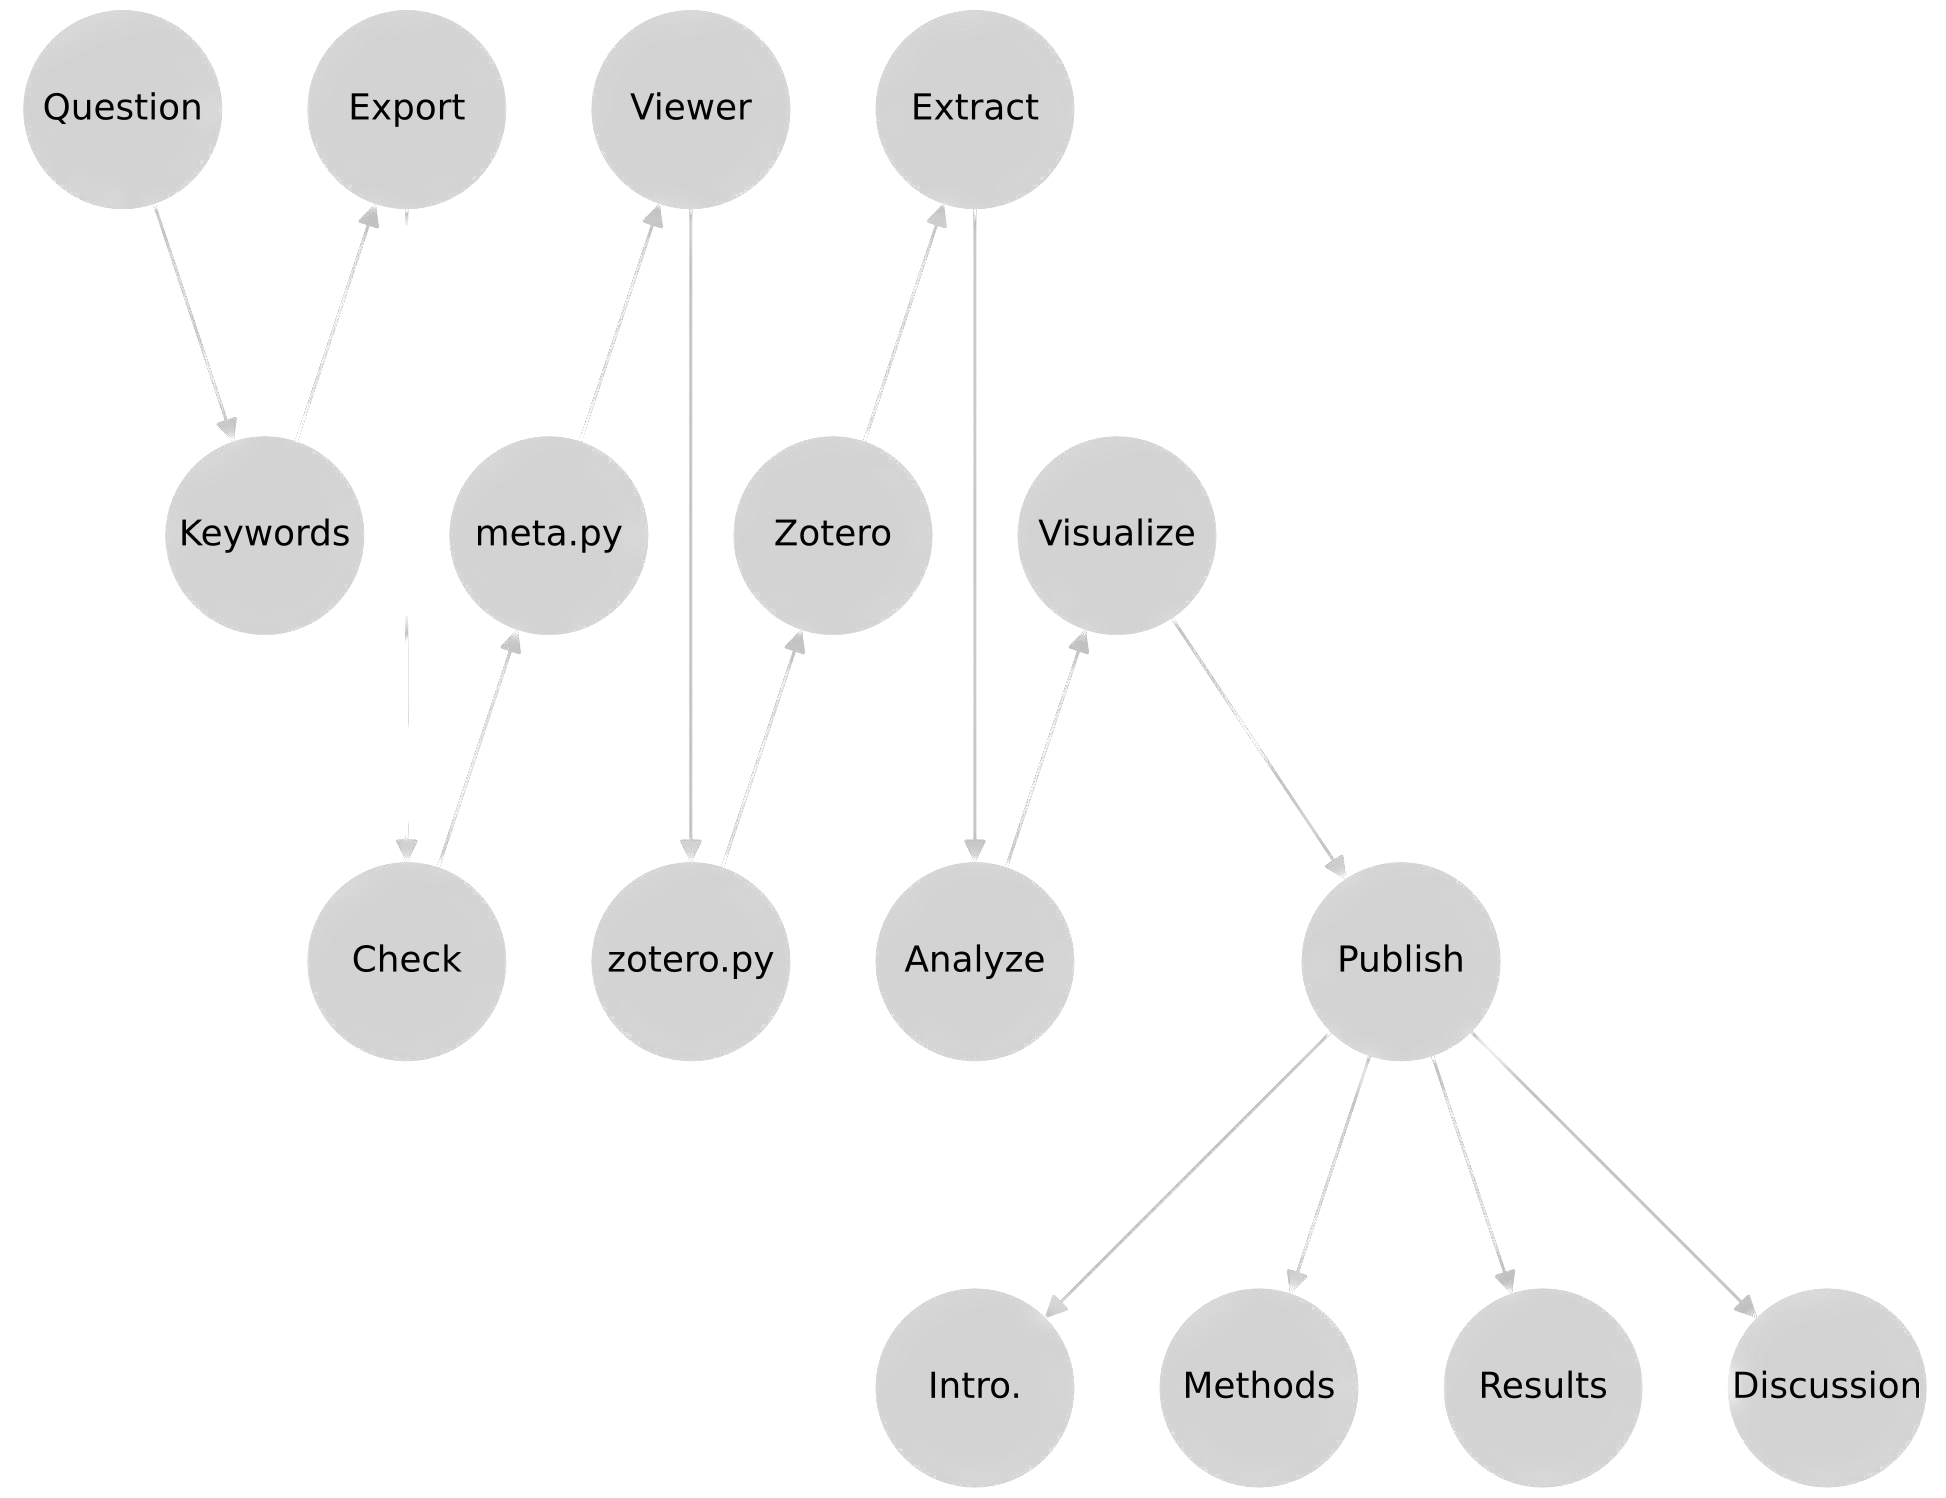 Question
Export
Viewer
Extract
Keywords
meta.py
Zotero
Visualize
Check
zotero.py
Analyze
Publish
Intro.
Methods
Results
Discussion